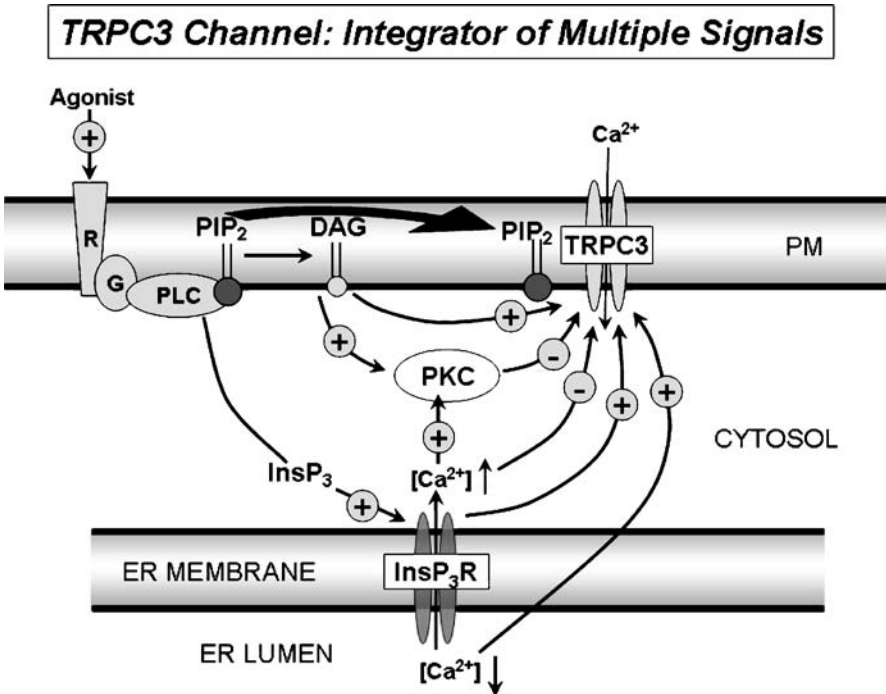 TRPC3 Channel: Integrator of Multiple Signals
Agonist
+
Ca²⁺
R
G
PLC
PIP₂
DAG
PIP₂
TRPC3
PM
+
+
-
PKC
-
+
+
+
CYTOSOL
InsP₃
+
[Ca²⁺]↑
ER MEMBRANE
InsP₃R
ER LUMEN
[Ca²⁺]↓